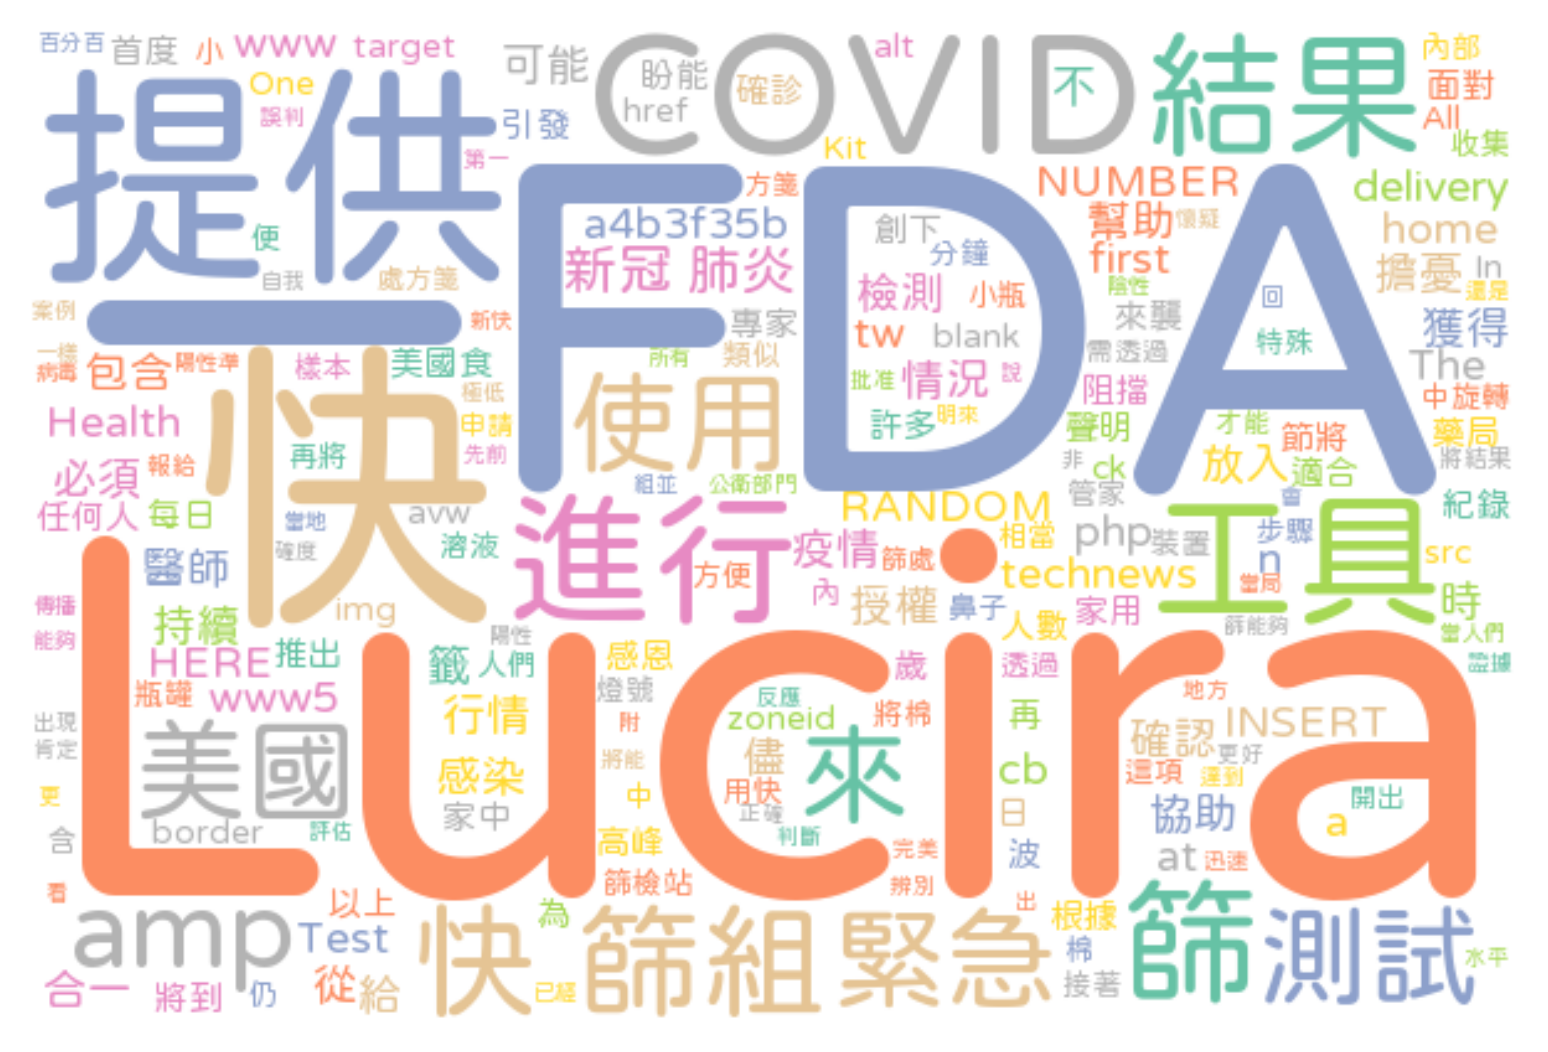 百分百 首度 小 www target 可能 COVID alt 結果 內部
盼能 確診 不
One href 面對
提供 誤判 引發 All
第一 Kit 收集
FDA 方箋 NUMBER delivery
a4b3f35b 創下 幫助 懷疑 home
便 分鐘 first
自我 處方箋 新冠 肺炎 檢測 小瓶 陰性 擔憂 In 還是
案例 一 新快 專家 tw blank 來襲 回 獲得
一樣 包含 陽性準 樣本 美國食 所有 類似 需透過 特殊 The
病毒 極低 批准 情況 說 阻擋 中旋轉
Health 快 申請 使用 許多 明來 聲明 才能 節將 藥局
再將 先前 非 ck 放入 適合 將結果
必須 報給 組並 公衛部門 管家 會
任何人 每日 當地 avw RANDOM 紀錄
醫師 確度 溶液 進行 疫情 篩處 相當 php 裝置 步驟 工具 src
方便 technews n 當局
傳播 img 內 授權 鼻子 家用 時
能夠 持續 陽性 人數 篩能夠 當人們
Lucira HERE 推出 籤 人們 感恩 歲 透過 證據
瓶罐 www5 燈號 反應 地方
出現 行情 附 zoneid 將棉 再 確認 INSERT
肯定 美國 將能 儘 來 更好
更 感染 中 用快 cb 這項 達到
家中 正確 日 協助 開出
含 border 評估 高峰 判斷 完美 波 a
at 迅速
看 篩檢站 辨別
amp 以上 為 出 根據
Test 快 篩組 緊急 棉 篩 測試 水平
合一 將到 仍 從 給 已經 接著